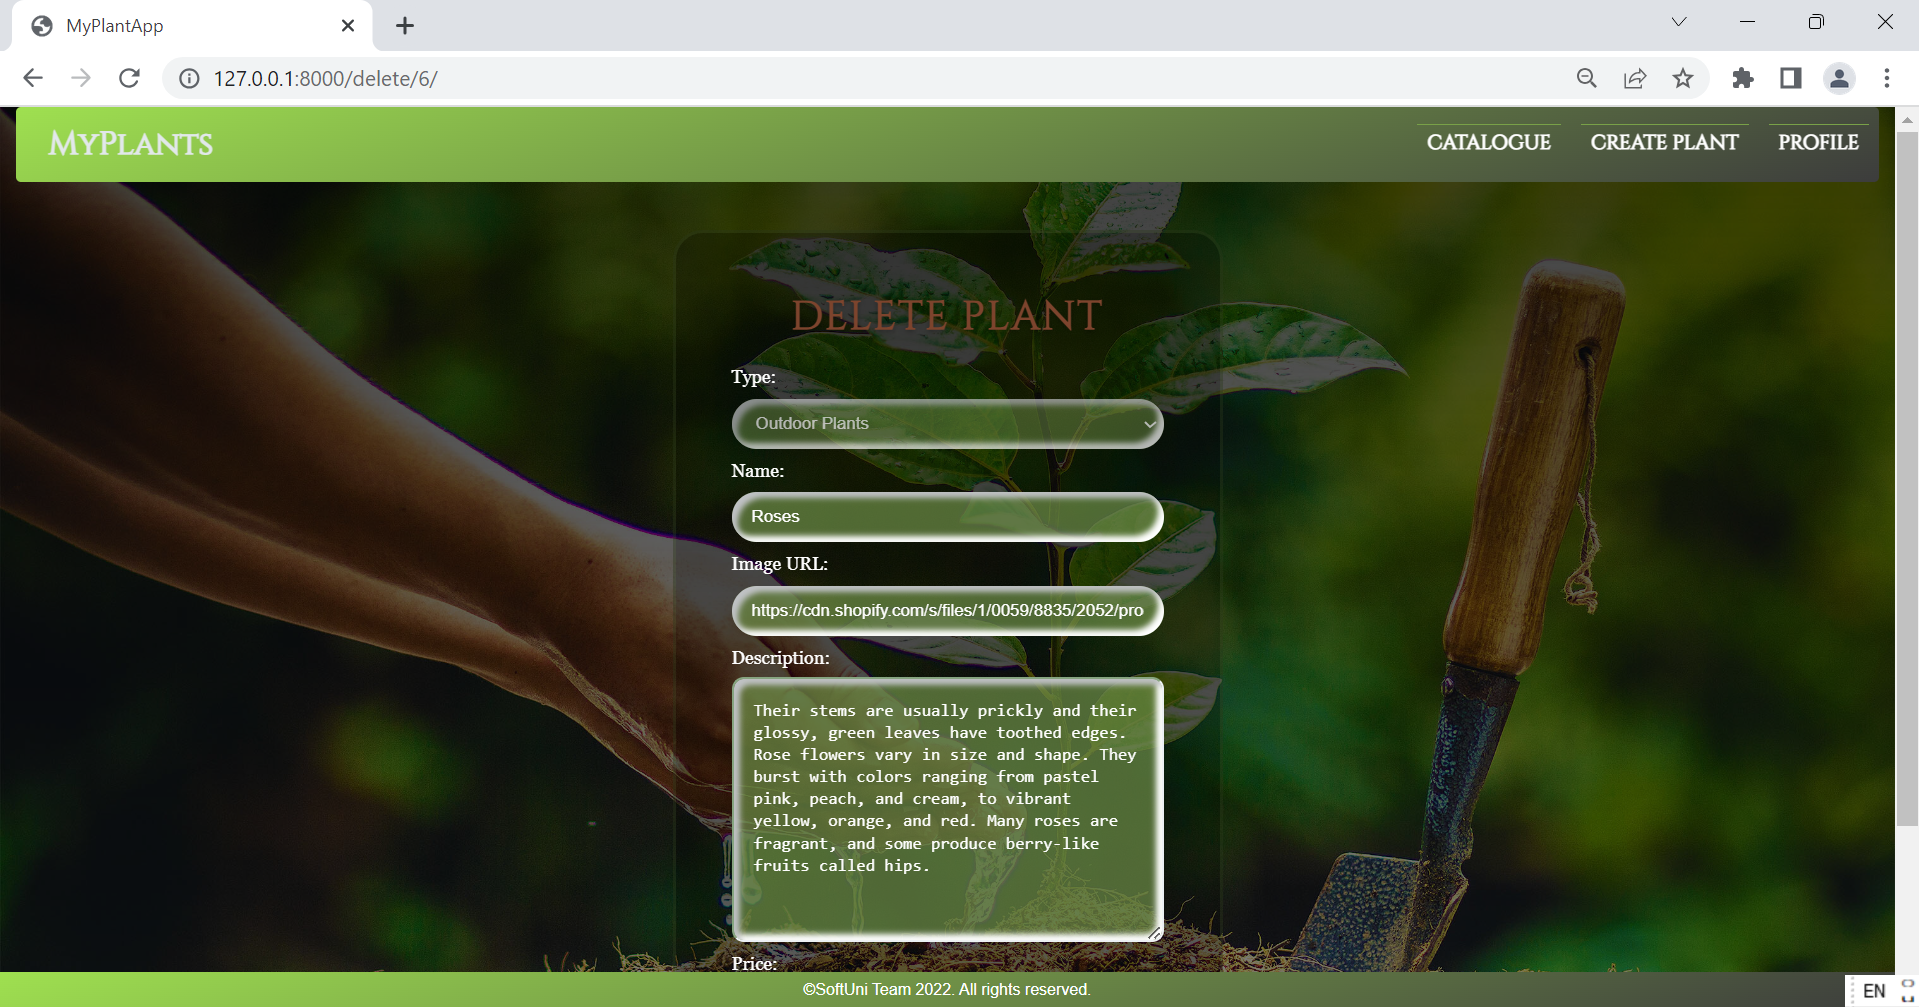 MyPlantApp
127.0.0.1:8000/delete/6/
MyPlants
CATALOGUE
CREATE PLANT
PROFILE
DELETE PLANT
Type:
Outdoor Plants
Name:
Roses
Image URL:
https://cdn.shopify.com/s/files/1/0059/8835/2052/pro
Description:
Their stems are usually prickly and their
glossy, green leaves have toothed edges.
Rose flowers vary in size and shape. They
burst with colors ranging from pastel
pink, peach, and cream, to vibrant
yellow, orange, and red. Many roses are
fragrant, and some produce berry-like
fruits called hips.
Price:
©SoftUni Team 2022. All rights reserved.
EN